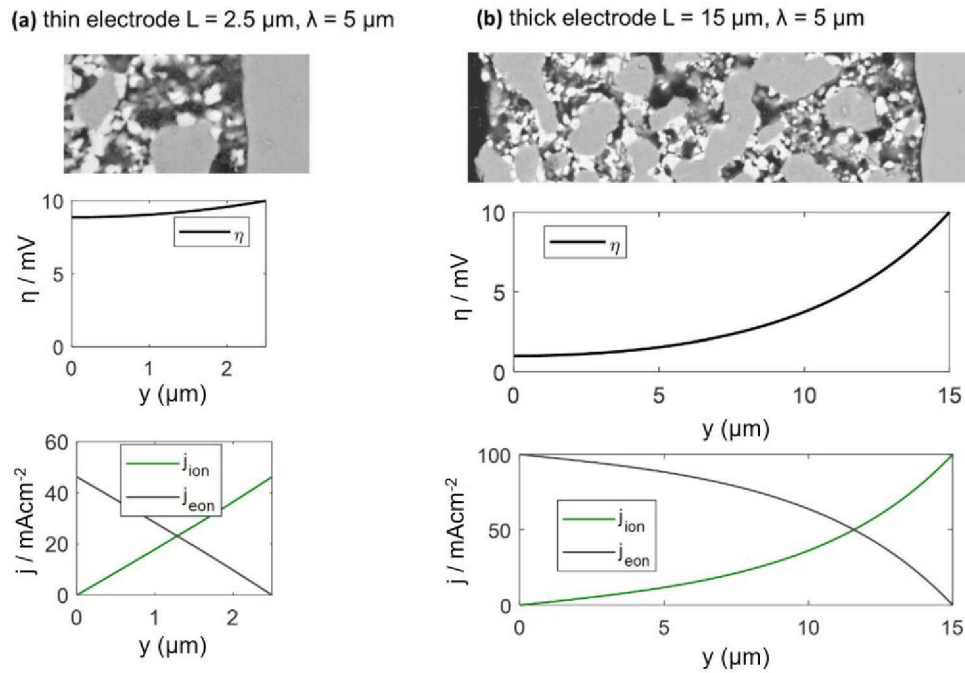 (a) thin electrode L = 2.5 µm, λ = 5 µm
10
5
0
η / mV
η
0 1 2
y (µm)
60
40
20
0
j / mAcm⁻²
j_ion
j_eon
0 1 2
y (µm)
(b) thick electrode L = 15 µm, λ = 5 µm
10
5
0
η / mV
η
0 5 10 15
y (µm)
100
50
0
j / mAcm⁻²
j_ion
j_eon
0 5 10 15
y (µm)